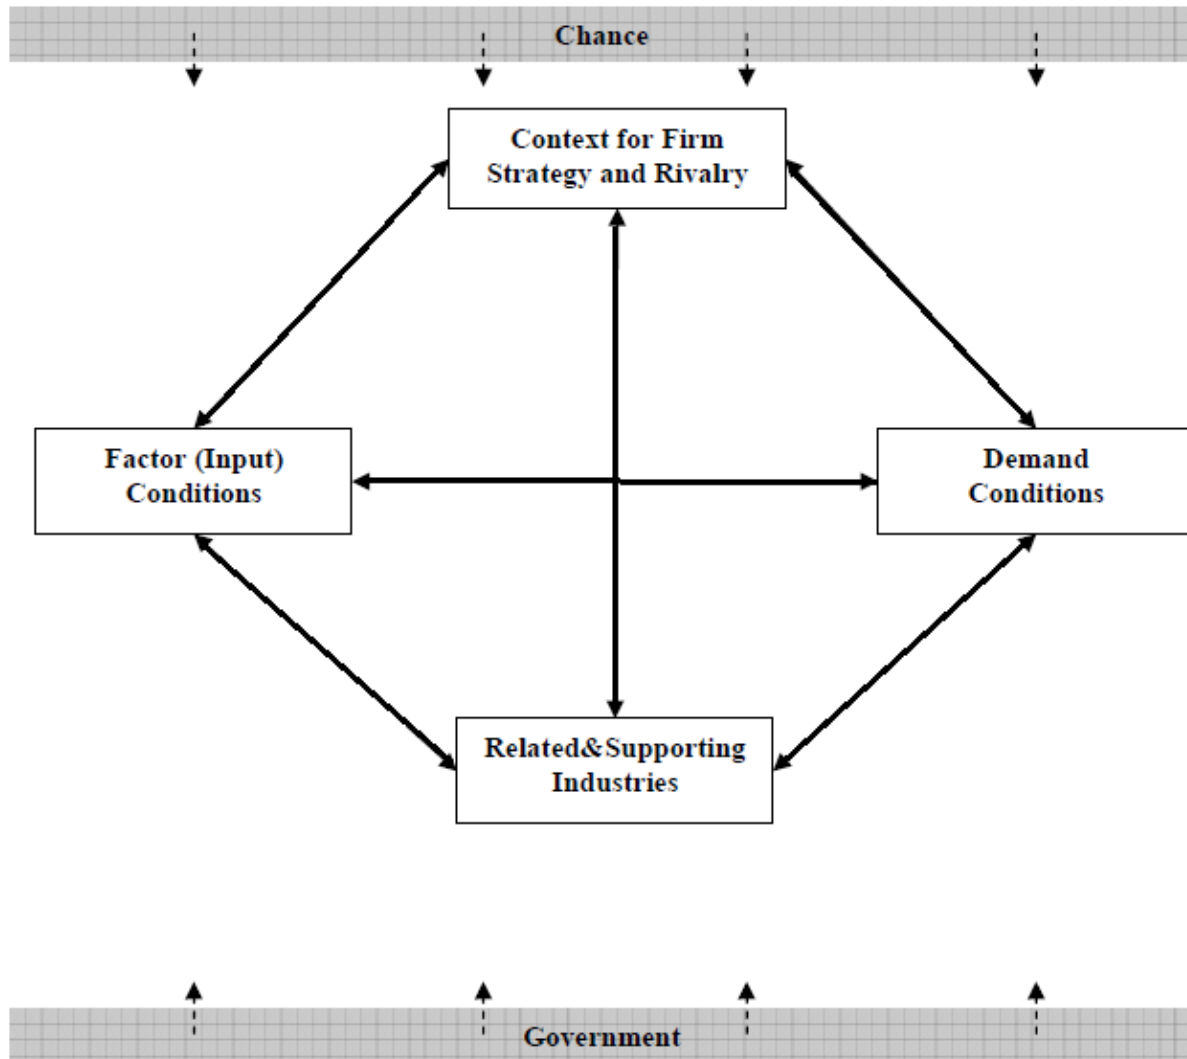 Chance
Context for Firm
Strategy and Rivalry
Factor (Input)
Conditions
Demand
Conditions
Related&Supporting
Industries
Government